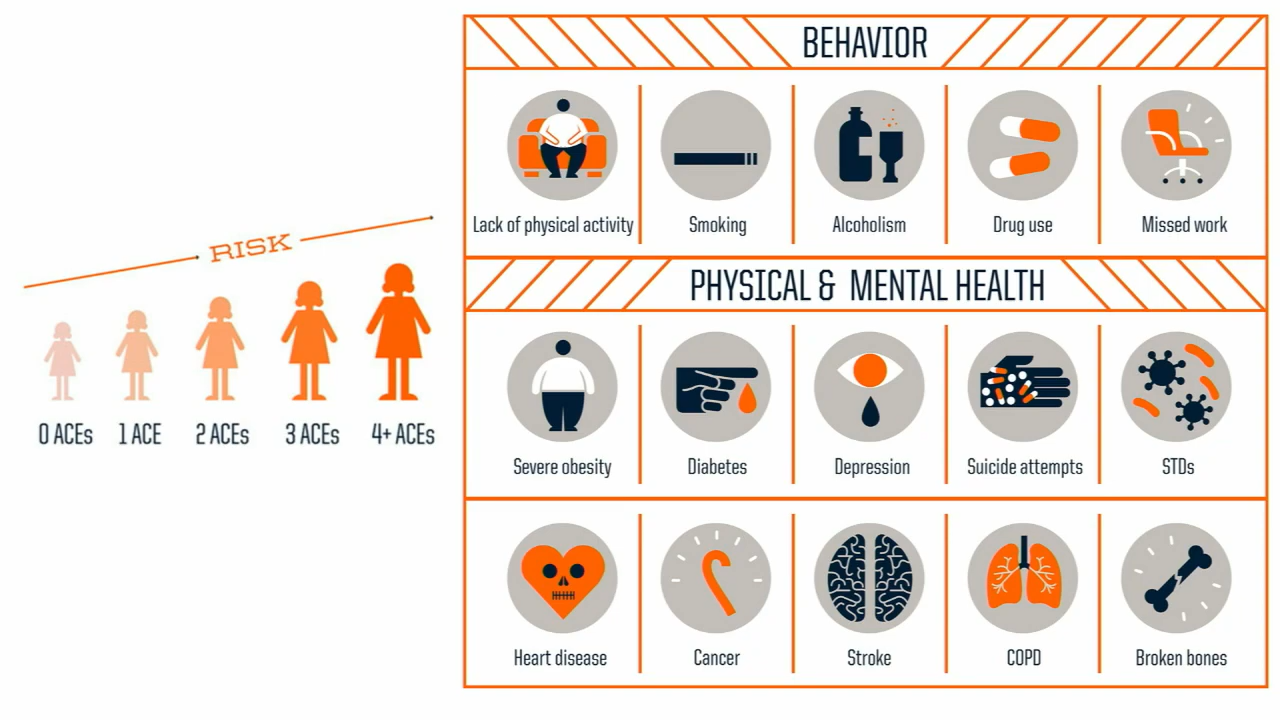 RISK
0 ACEs
1 ACE
2 ACEs
3 ACEs
4+ ACEs
BEHAVIOR
Lack of physical activity
Smoking
Alcoholism
Drug use
Missed work
PHYSICAL & MENTAL HEALTH
Severe obesity
Diabetes
Depression
Suicide attempts
STDs
Heart disease
Cancer
Stroke
COPD
Broken bones